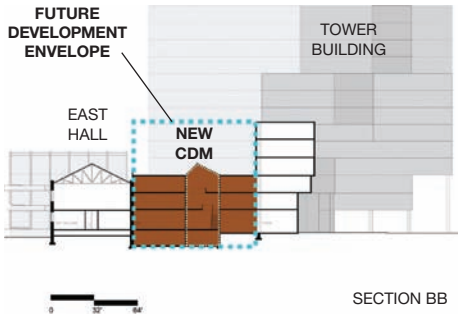 FUTURE
DEVELOPMENT
ENVELOPE
TOWER
BUILDING
EAST
HALL
NEW
CDM
0 32' 64'
SECTION BB